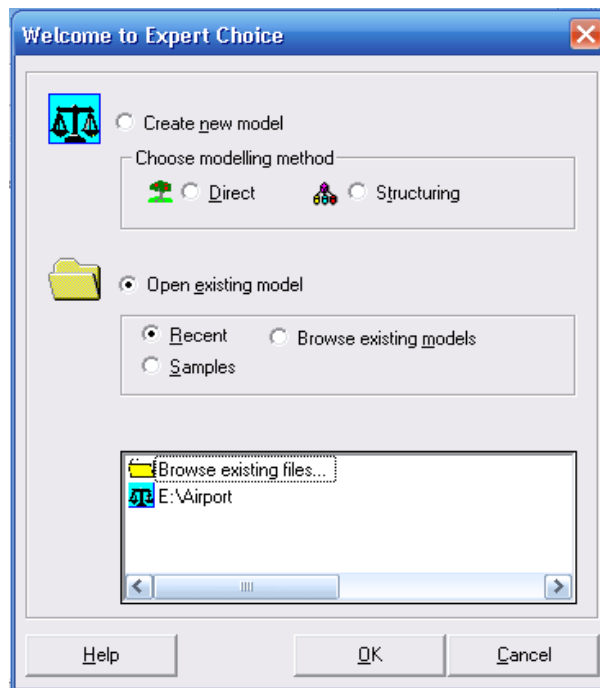 Welcome to Expert Choice
Create new model
Choose modelling method
Direct
Structuring
Open existing model
Recent
Browse existing models
Samples
Browse existing files...
E:\Airport
Help
OK
Cancel